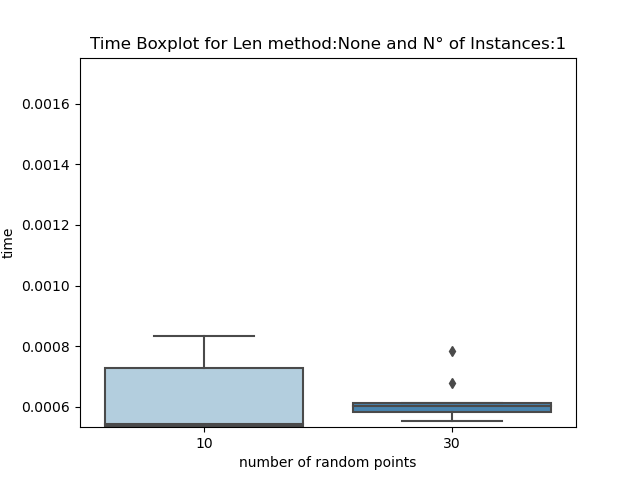 Time Boxplot for Len method:None and N° of Instances:1
0.0016
0.0014
0.0012
0.0010
0.0008
0.0006
time
10
30
number of random points